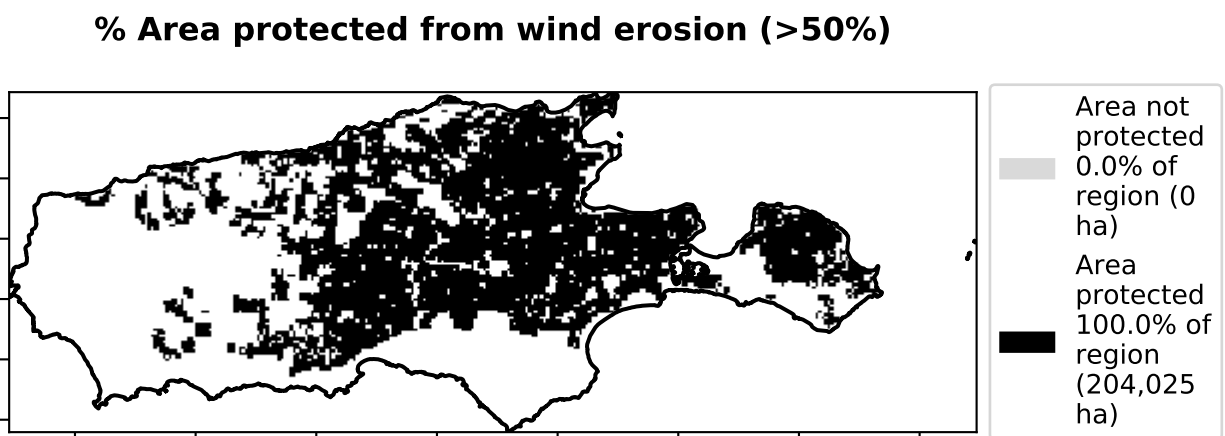 % Area protected from wind erosion (>50%)
Area not
protected
0.0% of
region (0
ha)
Area
protected
100.0% of
region
(204,025
ha)